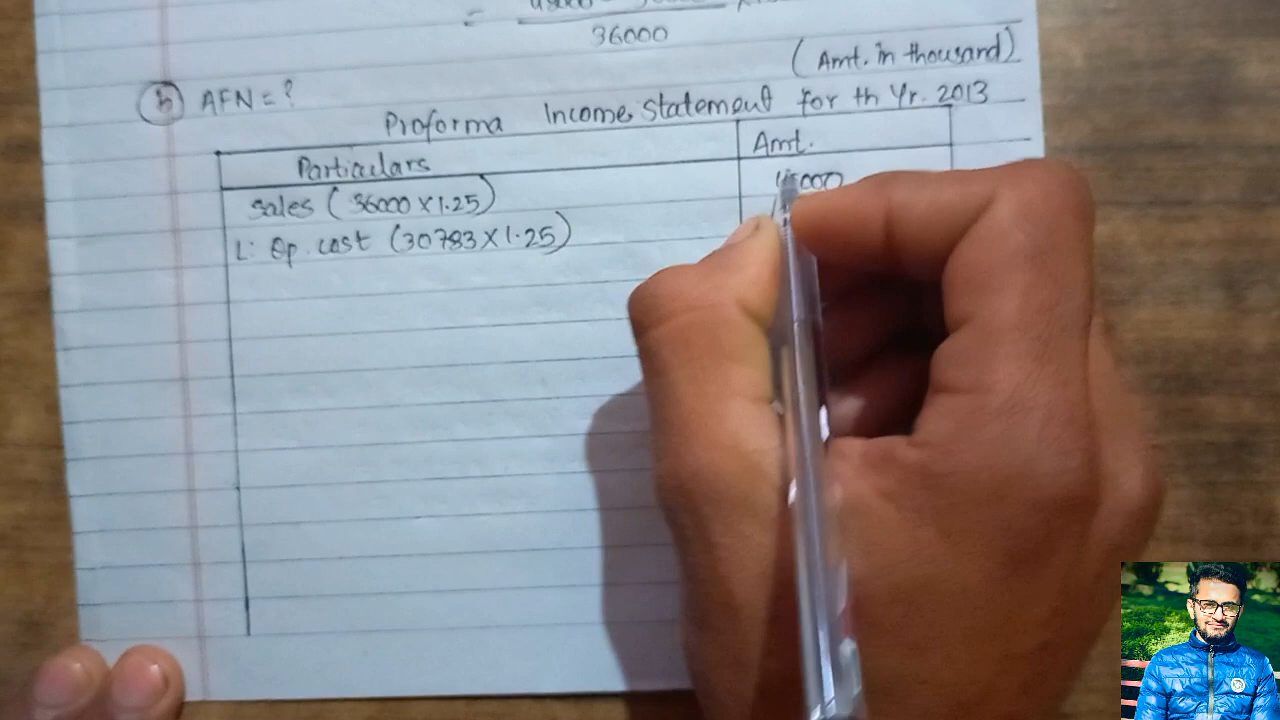 =
36000
(Amt. in thousand)
b AFN = ?
Proforma Income statement for th Yr. 2013
Particulars Amt.
Sales (36000 X 1.25)
L: Op. cost (30783 X 1.25)